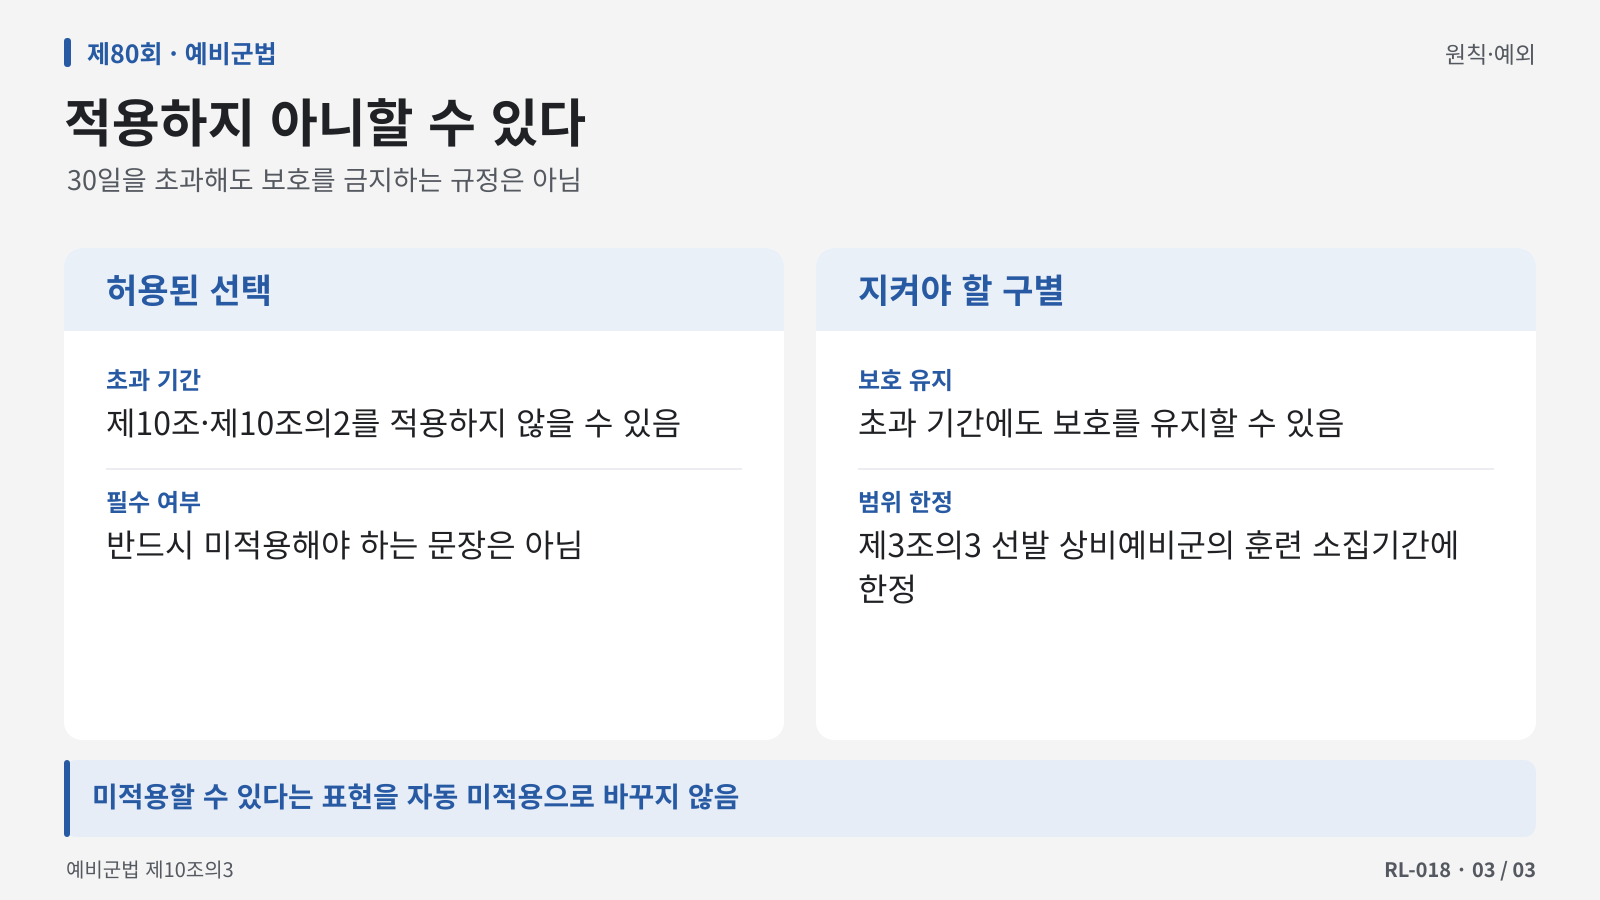 제80회 · 예비군법
원칙·예외
적용하지 아니할 수 있다
30일을 초과해도 보호를 금지하는 규정은 아님
허용된 선택
초과 기간
제10조·제10조의2를 적용하지 않을 수 있음
필수 여부
반드시 미적용해야 하는 문장은 아님
지켜야 할 구별
보호 유지
초과 기간에도 보호를 유지할 수 있음
범위 한정
제3조의3 선발 상비예비군의 훈련 소집기간에
한정
미적용할 수 있다는 표현을 자동 미적용으로 바꾸지 않음
예비군법 제10조의3
RL-018 · 03 / 03